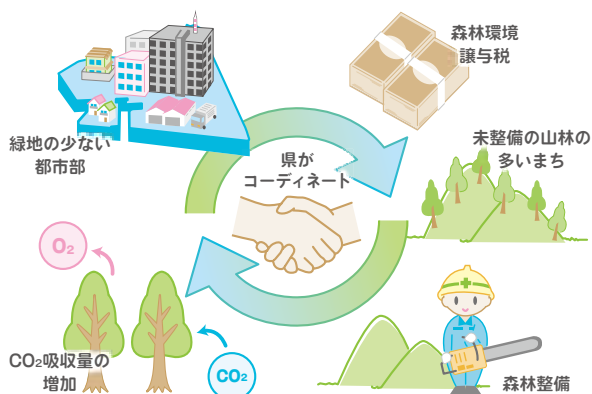 緑地の少ない
都市部
森林環境
譲与税
県が
コーディネート
未整備の山林の
多いまち
O₂
CO₂吸収量の
増加
CO₂
森林整備